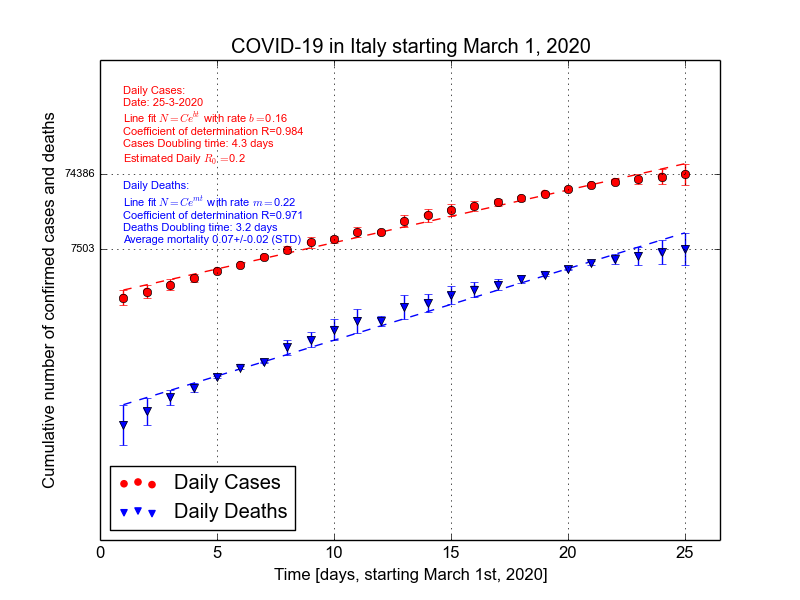 COVID-19 in Italy starting March 1, 2020
Daily Cases:
Date: 25-3-2020
Line fit N = Ce^{bt} with rate b=0.16
Coefficient of determination R=0.984
Cases Doubling time: 4.3 days
Estimated Daily R_0:=0.2
Daily Deaths:
Line fit N = Ce^{mt} with rate m=0.22
Coefficient of determination R=0.971
Deaths Doubling time: 3.2 days
Average mortality 0.07+/-0.02 (STD)
74386
7503
Cumulative number of confirmed cases and deaths
Daily Cases
Daily Deaths
0 5 10 15 20 25
Time [days, starting March 1st, 2020]